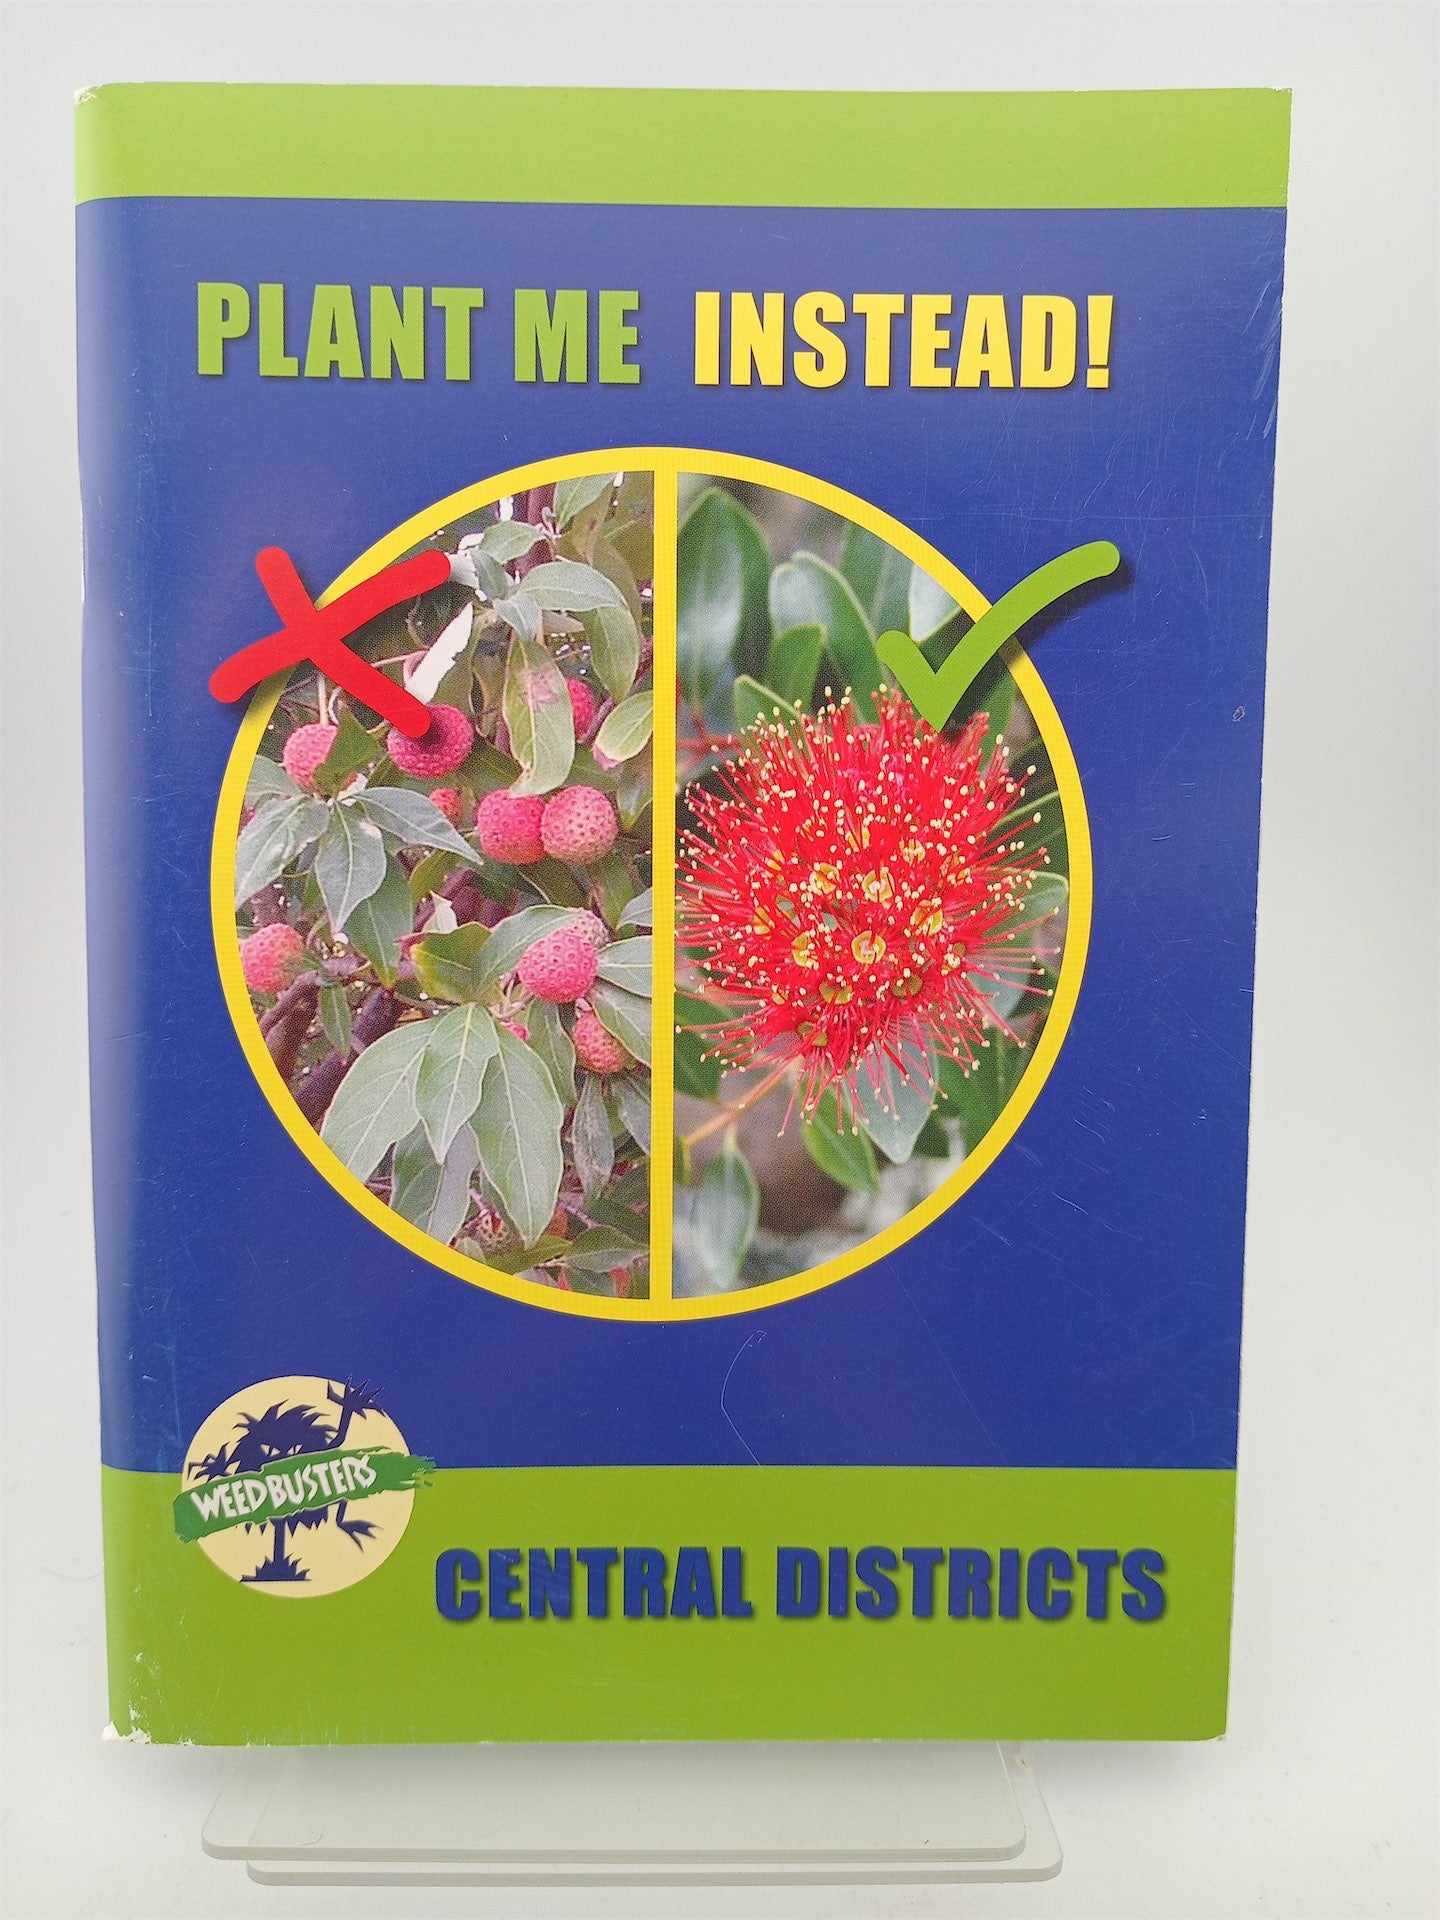 PLANT ME INSTEAD!
WEEDBUSTERS
CENTRAL DISTRICTS